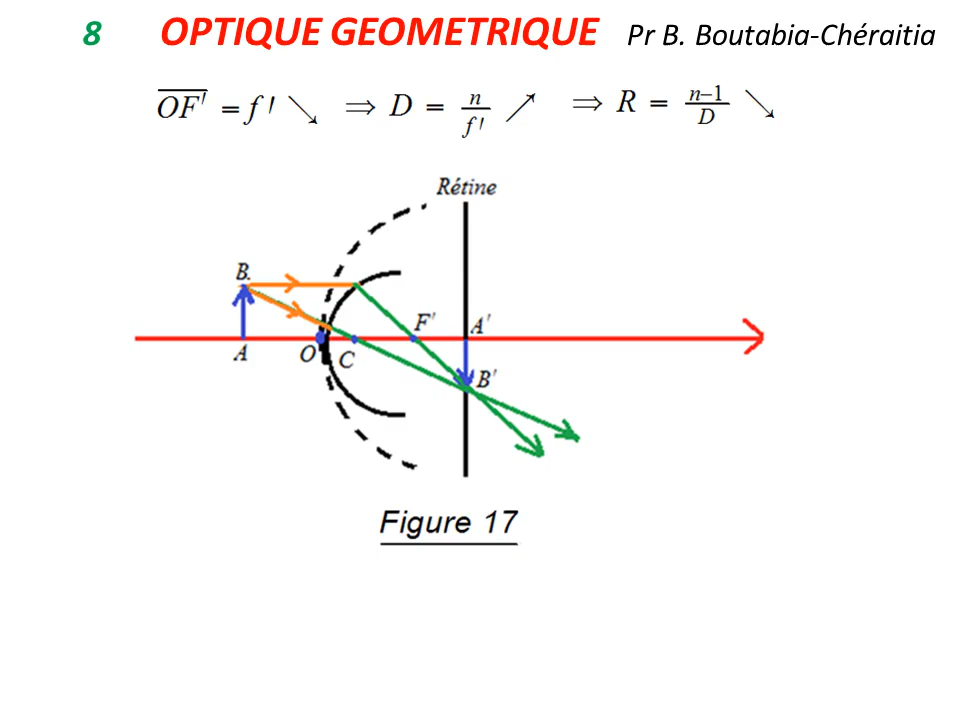 8 OPTIQUE GEOMETRIQUE Pr B. Boutabia-Chéraitia
OF' = f' ↘ ⇒ D = n/f' ↗ ⇒ R = n–1/D ↘
Rétine
B.
F' A'
A O C
B'
Figure 17